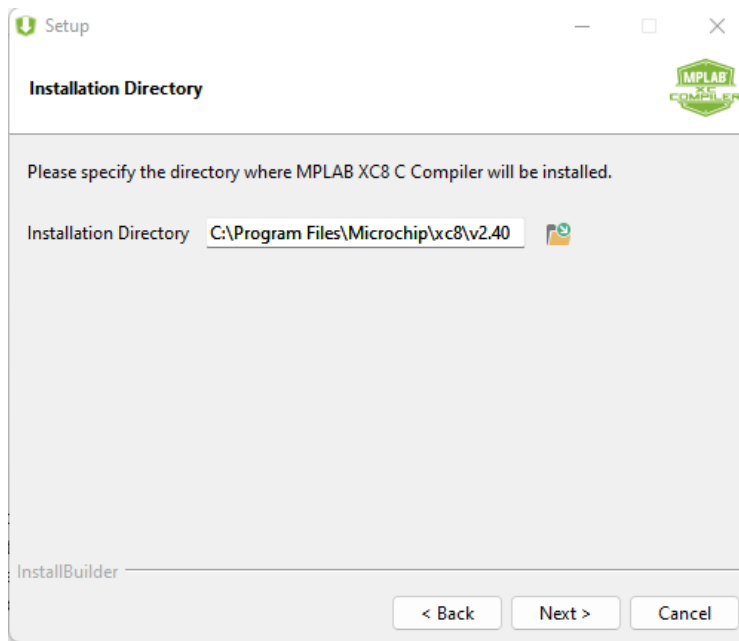 Setup
Installation Directory
MPLAB
XC
COMPILER
Please specify the directory where MPLAB XC8 C Compiler will be installed.
Installation Directory C:\Program Files\Microchip\xc8\v2.40
InstallBuilder
< Back Next > Cancel